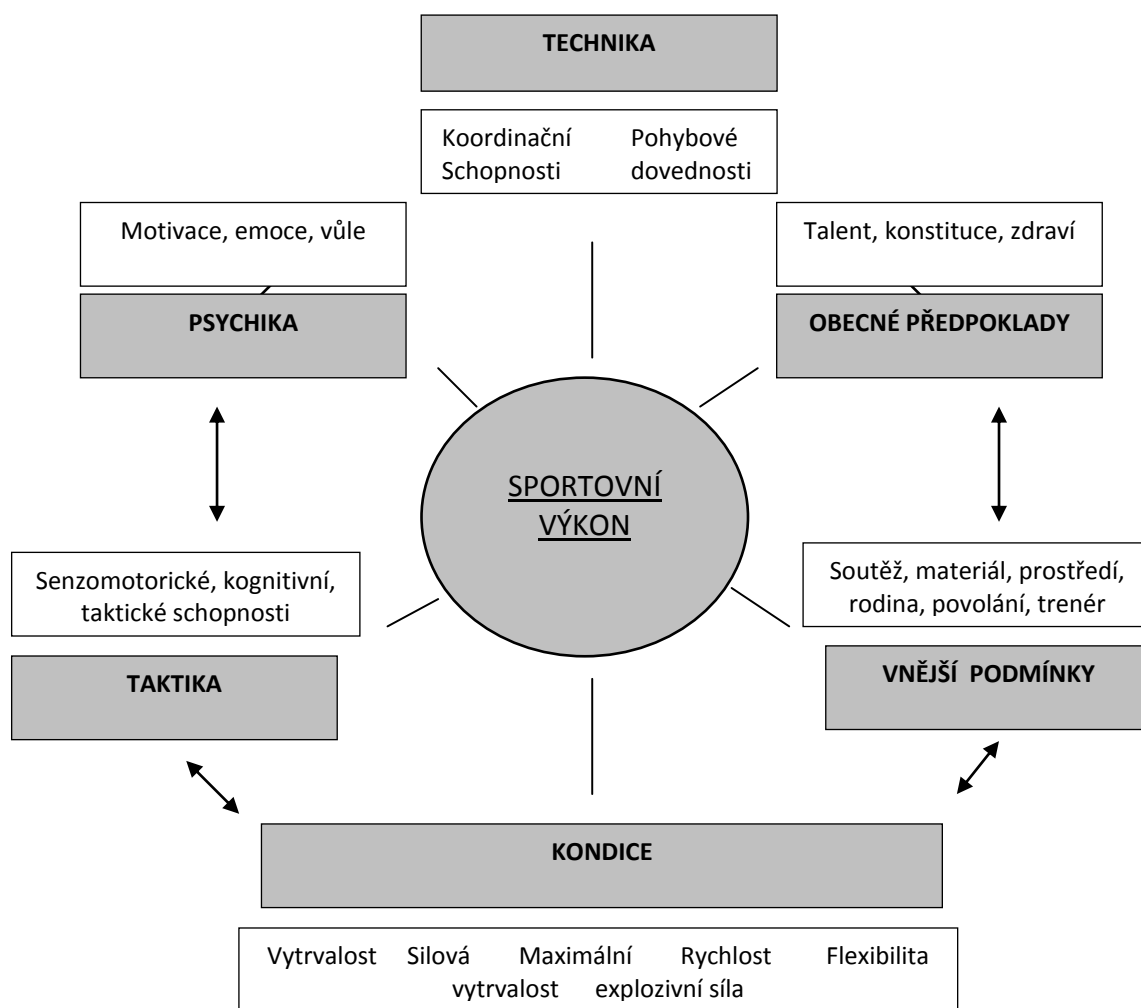 TECHNIKA
Koordinační Pohybové
Schopnosti dovednosti
Motivace, emoce, vůle
PSYCHIKA
Talent, konstituce, zdraví
OBECNÉ PŘEDPOKLADY
SPORTOVNÍ
VÝKON
Senzomotorické, kognitivní,
taktické schopnosti
TAKTIKA
Soutěž, materiál, prostředí,
rodina, povolání, trenér
VNĚJŠÍ PODMÍNKY
KONDICE
Vytrvalost Silová Maximální Rychlost Flexibilita
vytrvalost explozivní síla